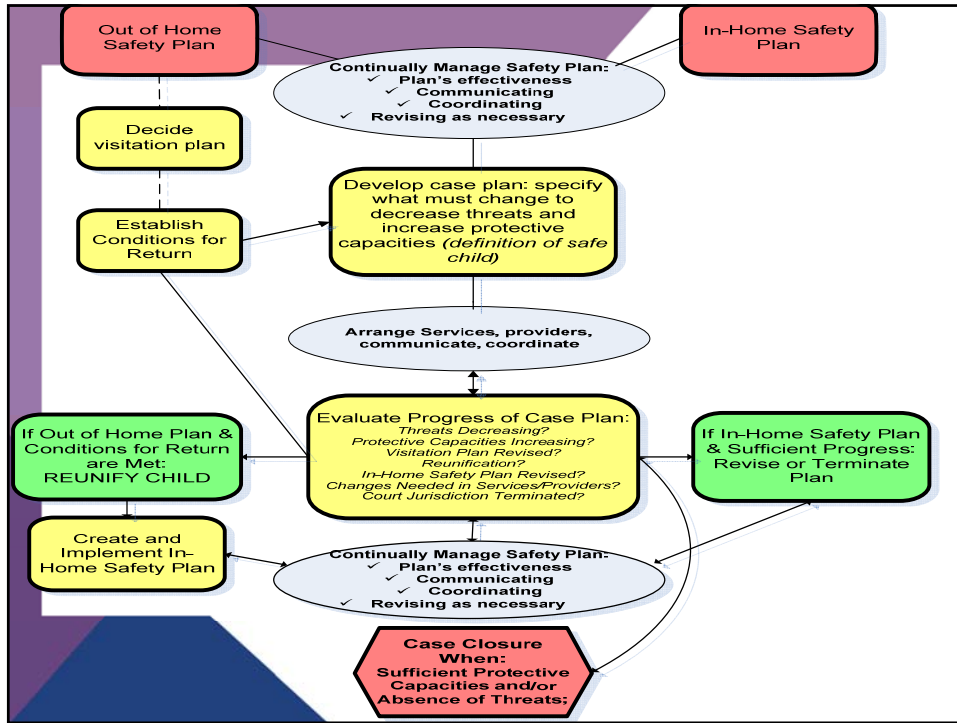 Out of Home
Safety Plan
In-Home Safety
Plan
Continually Manage Safety Plan:
✓ Plan's effectiveness
✓ Communicating
✓ Coordinating
✓ Revising as necessary
Decide
visitation plan
Establish
Conditions for
Return
Develop case plan: specify
what must change to
decrease threats and
increase protective
capacities (definition of safe
child)
Arrange Services, providers,
communicate, coordinate
Evaluate Progress of Case Plan:
Threats Decreasing?
Protective Capacities Increasing?
Visitation Plan Revised?
Reunification?
In-Home Safety Plan Revised?
Changes Needed in Services/Providers?
Court Jurisdiction Terminated?
If Out of Home Plan &
Conditions for Return
are Met:
REUNIFY CHILD
If In-Home Safety Plan
& Sufficient Progress:
Revise or Terminate
Plan
Create and
Implement In-
Home Safety Plan
Continually Manage Safety Plan:
✓ Plan's effectiveness
✓ Communicating
✓ Coordinating
✓ Revising as necessary
Case Closure
When:
Sufficient Protective
Capacities and/or
Absence of Threats;